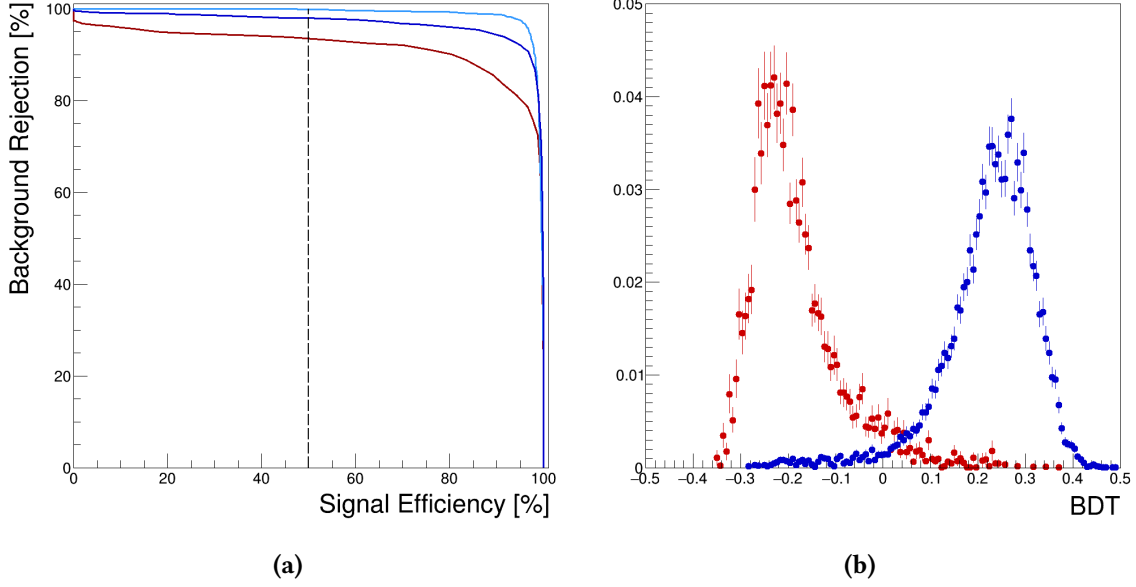 Background Rejection [%]
100
80
60
40
20
0
0 20 40 60 80 100
Signal Efficiency [%]
(a)
0.05
0.04
0.03
0.02
0.01
0
−0.5 −0.4 −0.3 −0.2 −0.1 0 0.1 0.2 0.3 0.4 0.5
BDT
(b)